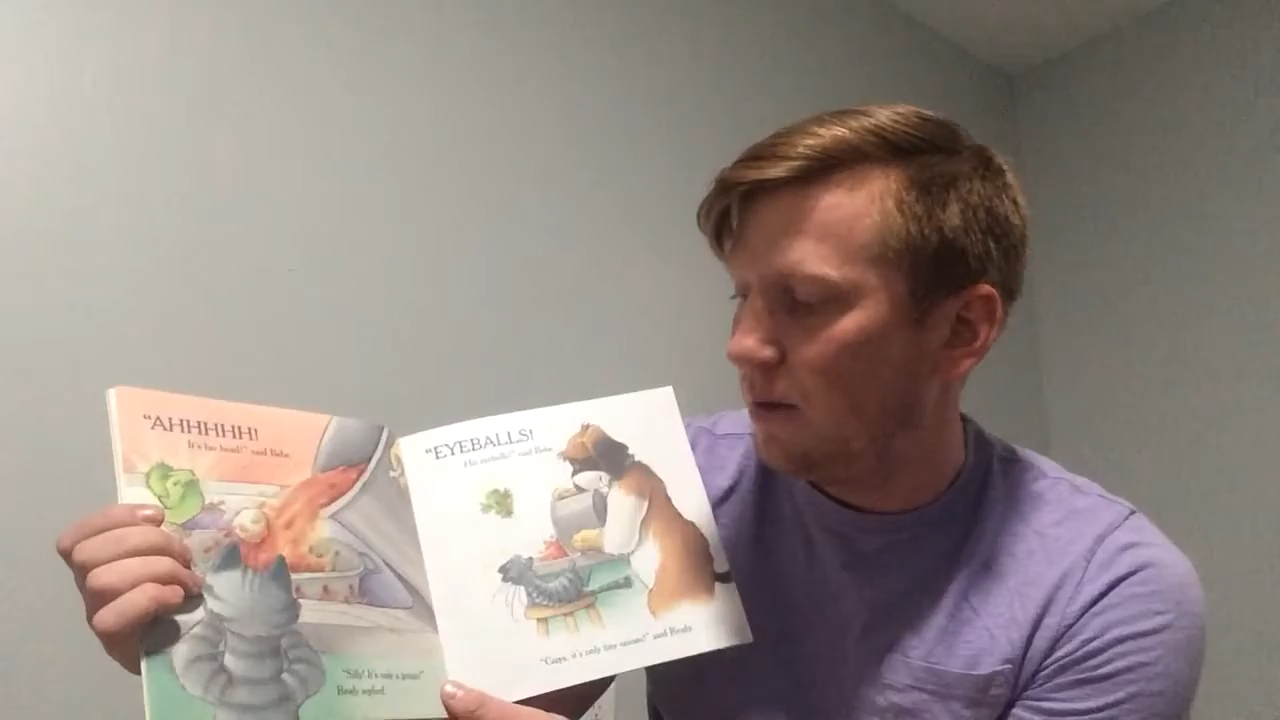 "AHHHHH!
It's his head!" said Bebe.
"Silly! It's only a potato!"
Brody replied.
"EYEBALLS!
His eyeballs!" said Bebe.
"Guys, it's only tiny onions!" said Brody.